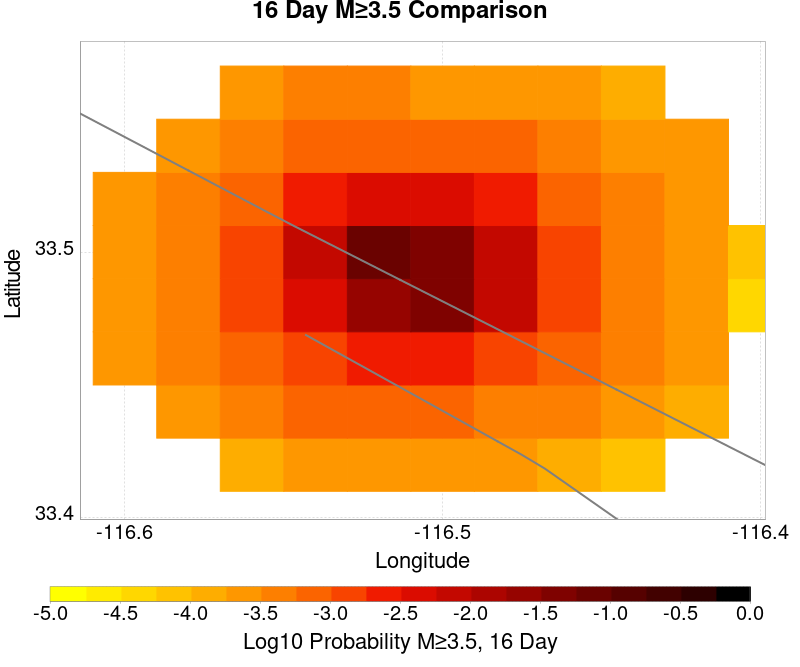 16 Day M≥3.5 Comparison
Latitude
33.5
33.4
-116.6 -116.5 -116.4
Longitude
-5.0 -4.5 -4.0 -3.5 -3.0 -2.5 -2.0 -1.5 -1.0 -0.5 0.0
Log10 Probability M≥3.5, 16 Day